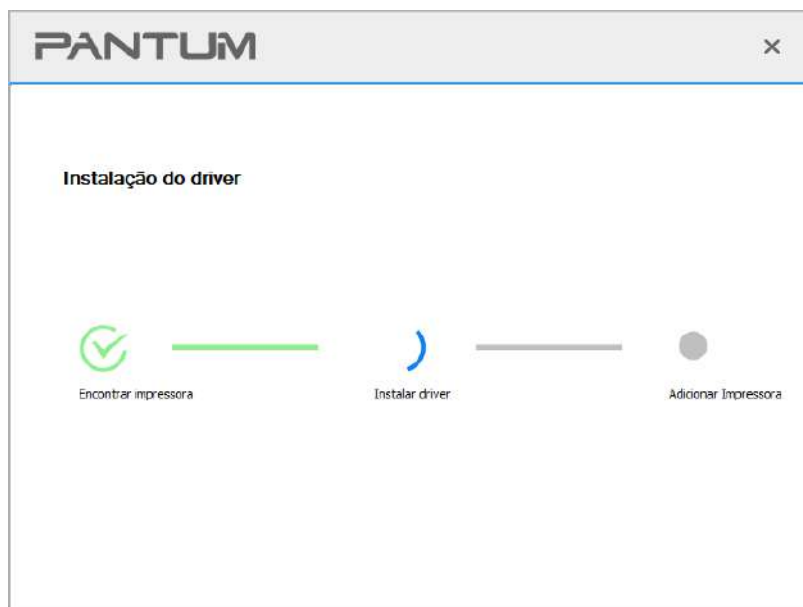 PANTUM
Instalação do driver
Encontrar impressora
Instalar driver
Adicionar Impressora